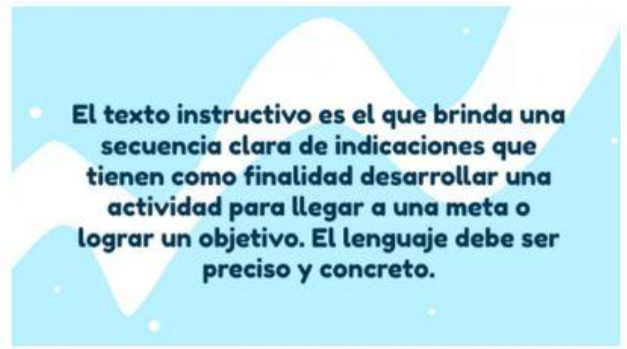 El texto instructivo es el que brinda una
secuencia clara de indicaciones que
tienen como finalidad desarrollar una
actividad para llegar a una meta o
lograr un objetivo. El lenguaje debe ser
preciso y concreto.